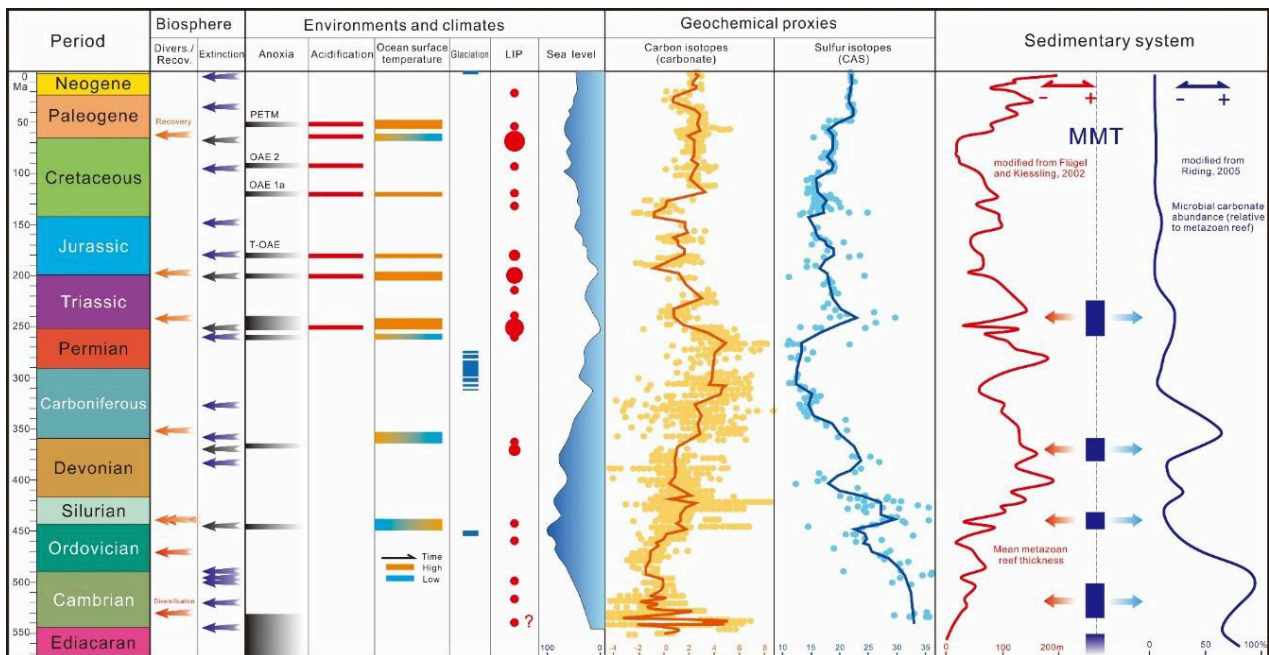 Period
Biosphere
Environments and climates
Geochemical proxies
Sedimentary system
Divers./
Recov.
Extinction
Anoxia
Acidification
Ocean surface
temperature
Glaciation
LIP
Sea level
Carbon isotopes
(carbonate)
Sulfur isotopes
(CAS)
0
Ma
50
100
150
200
250
300
350
400
450
500
550
Neogene
Paleogene
Cretaceous
Jurassic
Triassic
Permian
Carboniferous
Devonian
Silurian
Ordovician
Cambrian
Ediacaran
Recovery
Diversification
PETM
OAE 2
OAE 1a
T-OAE
Time
High
Low
?
100 0
-4 -2 0 2 4 6 8
10 15 20 25 30 35
- +
- +
MMT
modified from Flügel
and Kiessling, 2002
modified from
Riding, 2005
Microbial carbonate
abundance (relative
to metazoan reef)
Mean metazoan
reef thickness
0 100 200m
0 50 100%